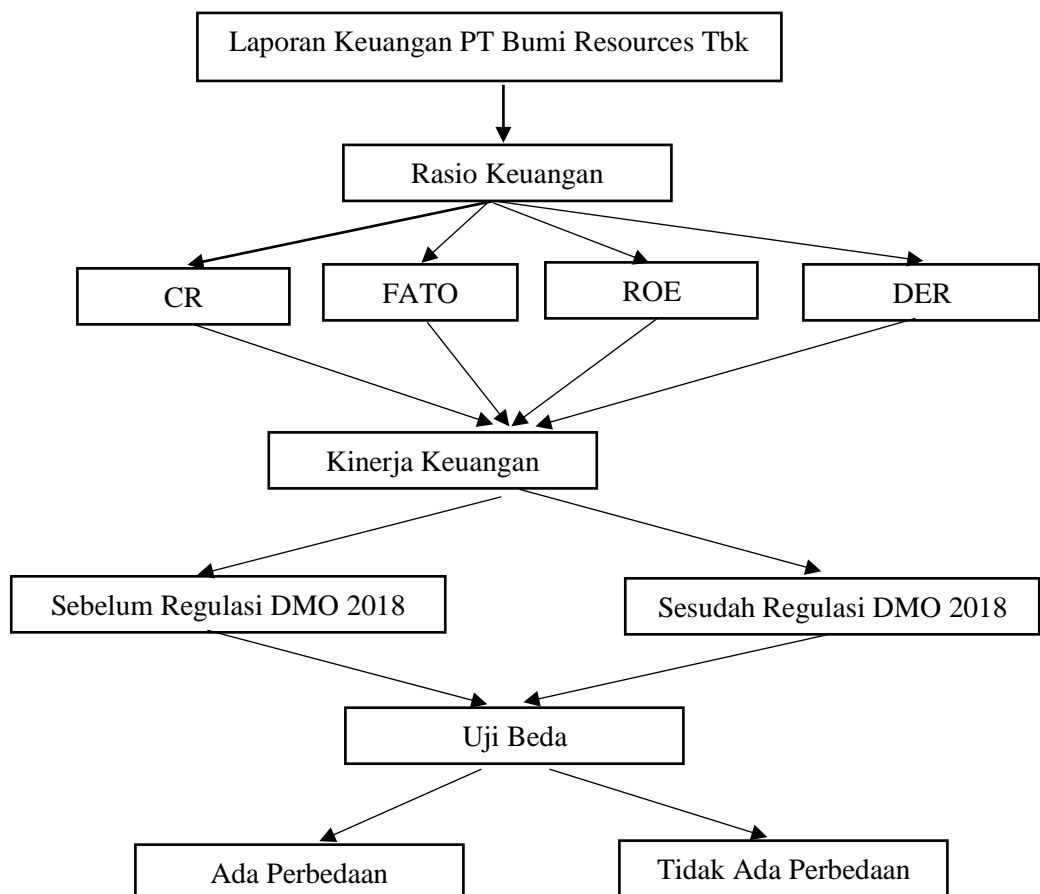 Laporan Keuangan PT Bumi Resources Tbk
Rasio Keuangan
CR
FATO
ROE
DER
Kinerja Keuangan
Sebelum Regulasi DMO 2018
Sesudah Regulasi DMO 2018
Uji Beda
Ada Perbedaan
Tidak Ada Perbedaan